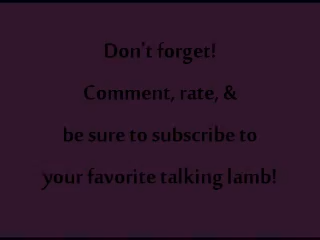 Don't forget!
Comment, rate, &
be sure to subscribe to
your favorite talking lamb!